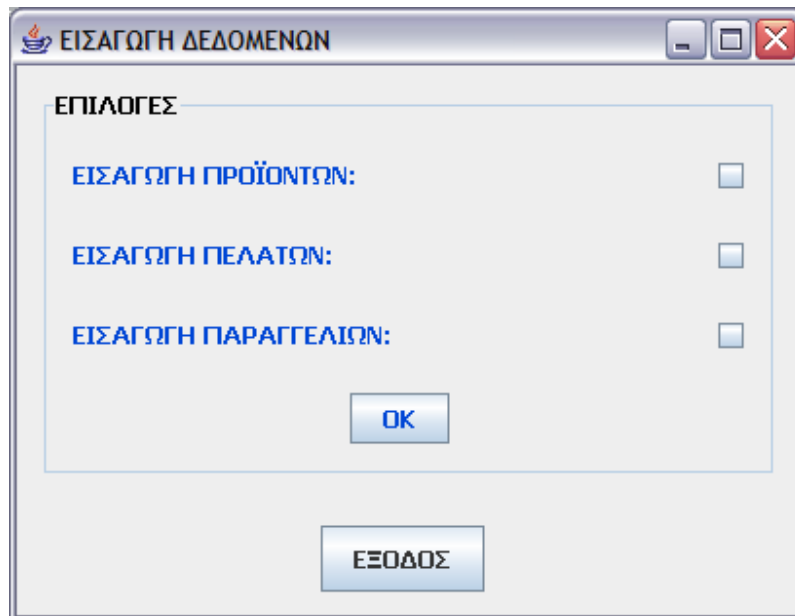 ΕΙΣΑΓΩΓΗ ΔΕΔΟΜΕΝΩΝ
ΕΠΙΛΟΓΕΣ
ΕΙΣΑΓΩΓΗ ΠΡΟΪΟΝΤΩΝ:
ΕΙΣΑΓΩΓΗ ΠΕΛΑΤΩΝ:
ΕΙΣΑΓΩΓΗ ΠΑΡΑΓΓΕΛΙΩΝ:
OK
ΕΞΟΔΟΣ